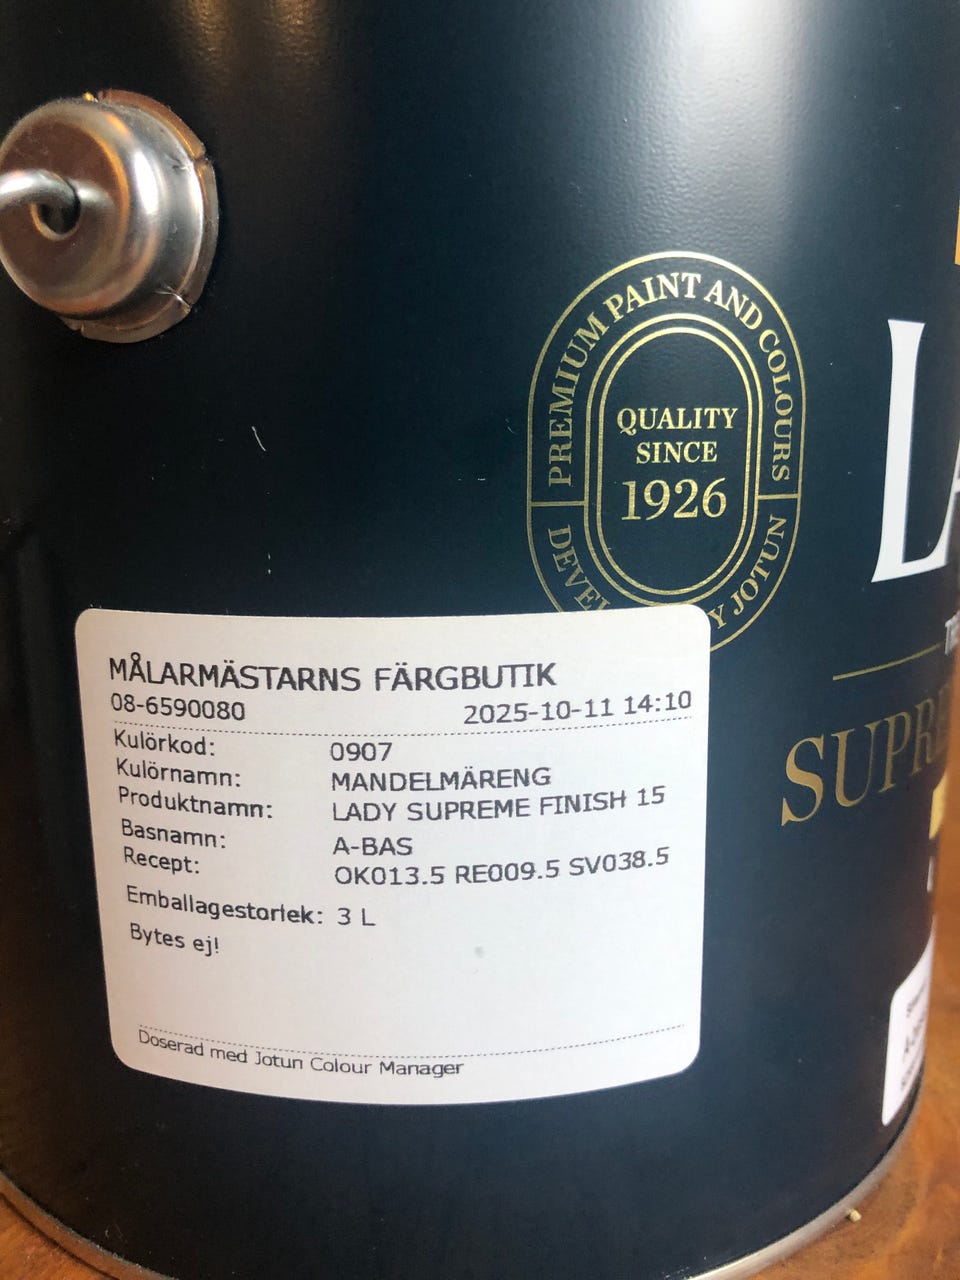 PREMIUM PAINT AND COLOURS
QUALITY
SINCE
1926
JOTUN
MÅLARMÄSTARNS FÄRGBUTIK
08-6590080 2025-10-11 14:10
Kulörkod: 0907
Kulörnamn: MANDELMÄRENG
Produktnamn: LADY SUPREME FINISH 15
Basnamn: A-BAS
Recept: OK013.5 RE009.5 SV038.5
Emballagestorlek: 3 L
Bytes ej!
Doserad med Jotun Colour Manager